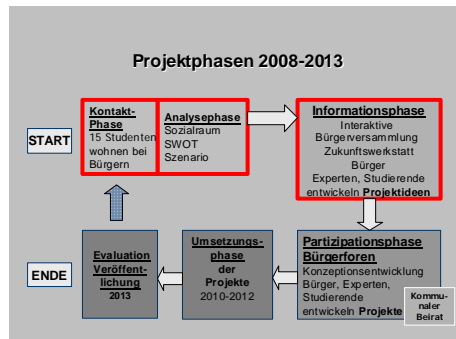 Projektphasen 2008-2013
START
Kontakt-
Phase
15 Studenten
wohnen bei
Bürgern
Analysephase
Sozialraum
SWOT
Szenario
Informationsphase
Interaktive
Bürgerversammlung
Zukunftswerkstatt
Bürger
Experten, Studierende
entwickeln Projektideen
Partizipationsphase
Bürgerforen
Konzeptionsentwicklung
Bürger, Experten,
Studierende
entwickeln Projekte
Kommu-
naler
Beirat
Umsetzungs-
phase
der
Projekte
2010-2012
Evaluation
Veröffent-
lichung
2013
ENDE